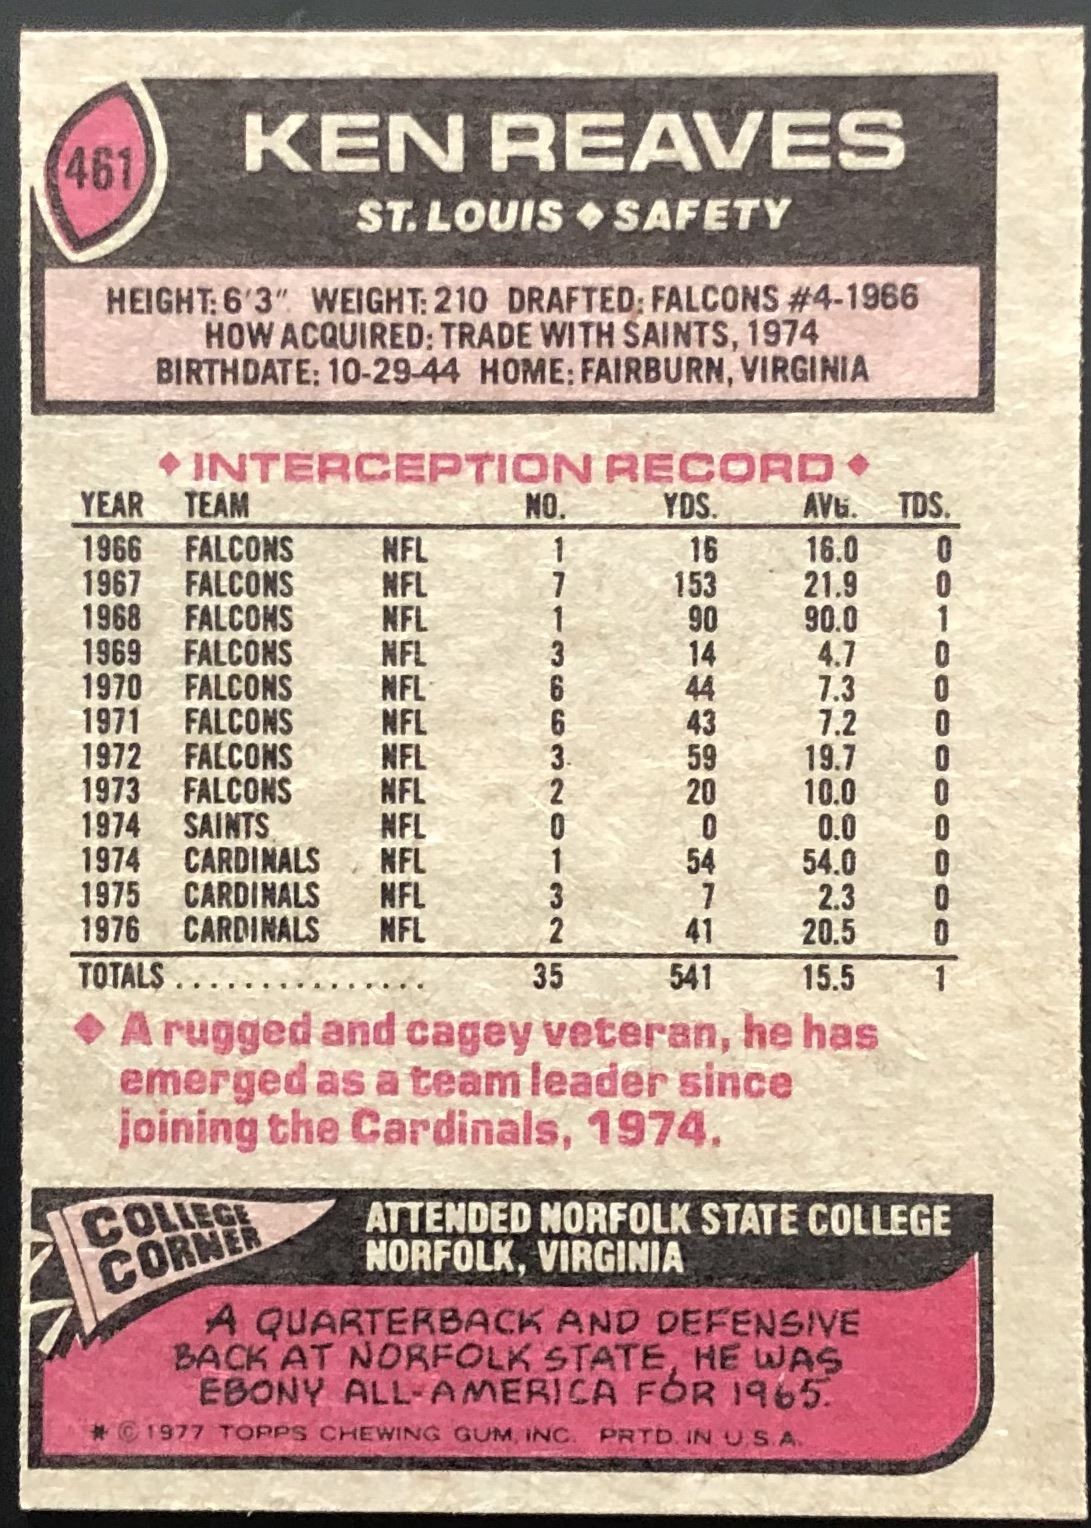 461
KEN REAVES
ST. LOUIS ◆ SAFETY
HEIGHT: 6'3" WEIGHT: 210 DRAFTED: FALCONS #4-1966
HOW ACQUIRED: TRADE WITH SAINTS, 1974
BIRTHDATE: 10-29-44 HOME: FAIRBURN, VIRGINIA
◆ INTERCEPTION RECORD ◆
YEAR TEAM NO. YDS. AVG. TDS.
1966 FALCONS NFL 1 16 16.0 0
1967 FALCONS NFL 7 153 21.9 0
1968 FALCONS NFL 1 90 90.0 1
1969 FALCONS NFL 3 14 4.7 0
1970 FALCONS NFL 6 44 7.3 0
1971 FALCONS NFL 6 43 7.2 0
1972 FALCONS NFL 3 59 19.7 0
1973 FALCONS NFL 2 20 10.0 0
1974 SAINTS NFL 0 0 0.0 0
1974 CARDINALS NFL 1 54 54.0 0
1975 CARDINALS NFL 3 7 2.3 0
1976 CARDINALS NFL 2 41 20.5 0
TOTALS ............... 35 541 15.5 1
◆ A rugged and cagey veteran, he has
emerged as a team leader since
joining the Cardinals, 1974.
COLLEGE
CORNER
ATTENDED NORFOLK STATE COLLEGE
NORFOLK, VIRGINIA
A QUARTERBACK AND DEFENSIVE
BACK AT NORFOLK STATE, HE WAS
EBONY ALL-AMERICA FOR 1965.
* © 1977 TOPPS CHEWING GUM, INC. PRTD. IN U.S.A.